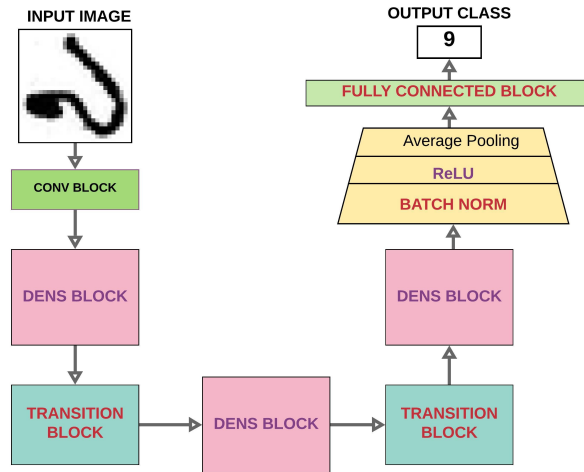 INPUT IMAGE
CONV BLOCK
DENS BLOCK
TRANSITION
BLOCK
DENS BLOCK
TRANSITION
BLOCK
DENS BLOCK
BATCH NORM
ReLU
Average Pooling
FULLY CONNECTED BLOCK
9
OUTPUT CLASS